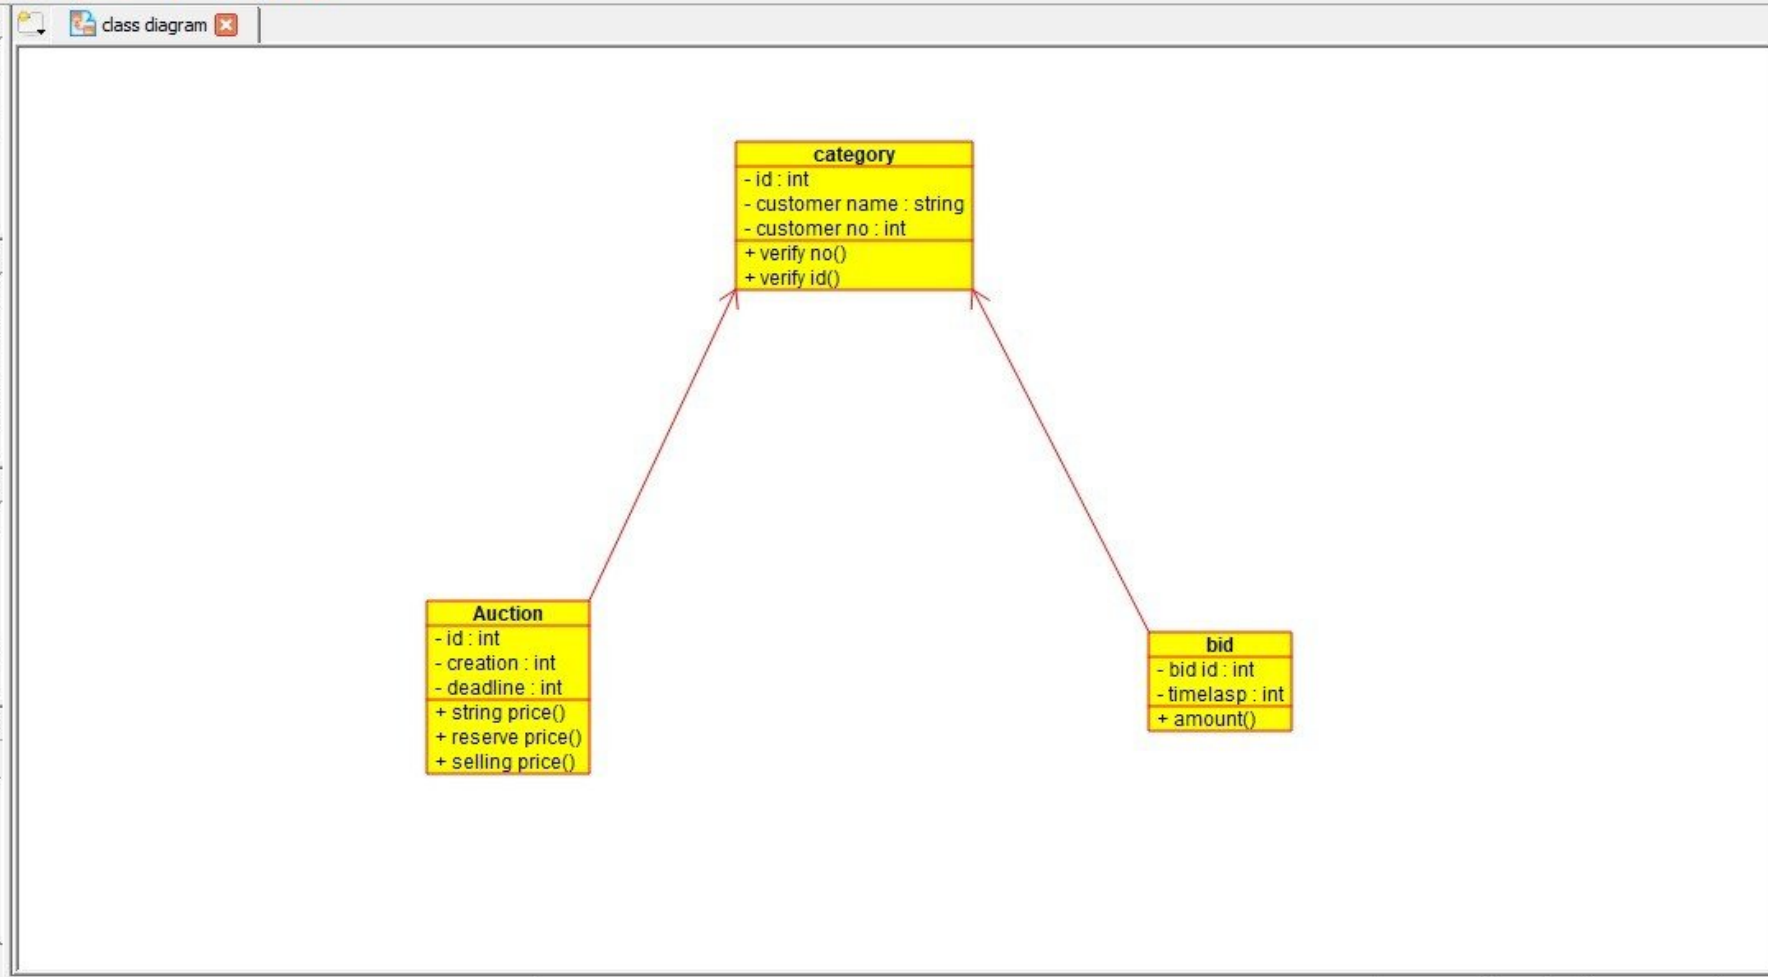 class diagram
category
- id : int
- customer name : string
- customer no : int
+ verify no()
+ verify id()
Auction
- id : int
- creation : int
- deadline : int
+ string price()
+ reserve price()
+ selling price()
bid
- bid id : int
- timelasp : int
+ amount()